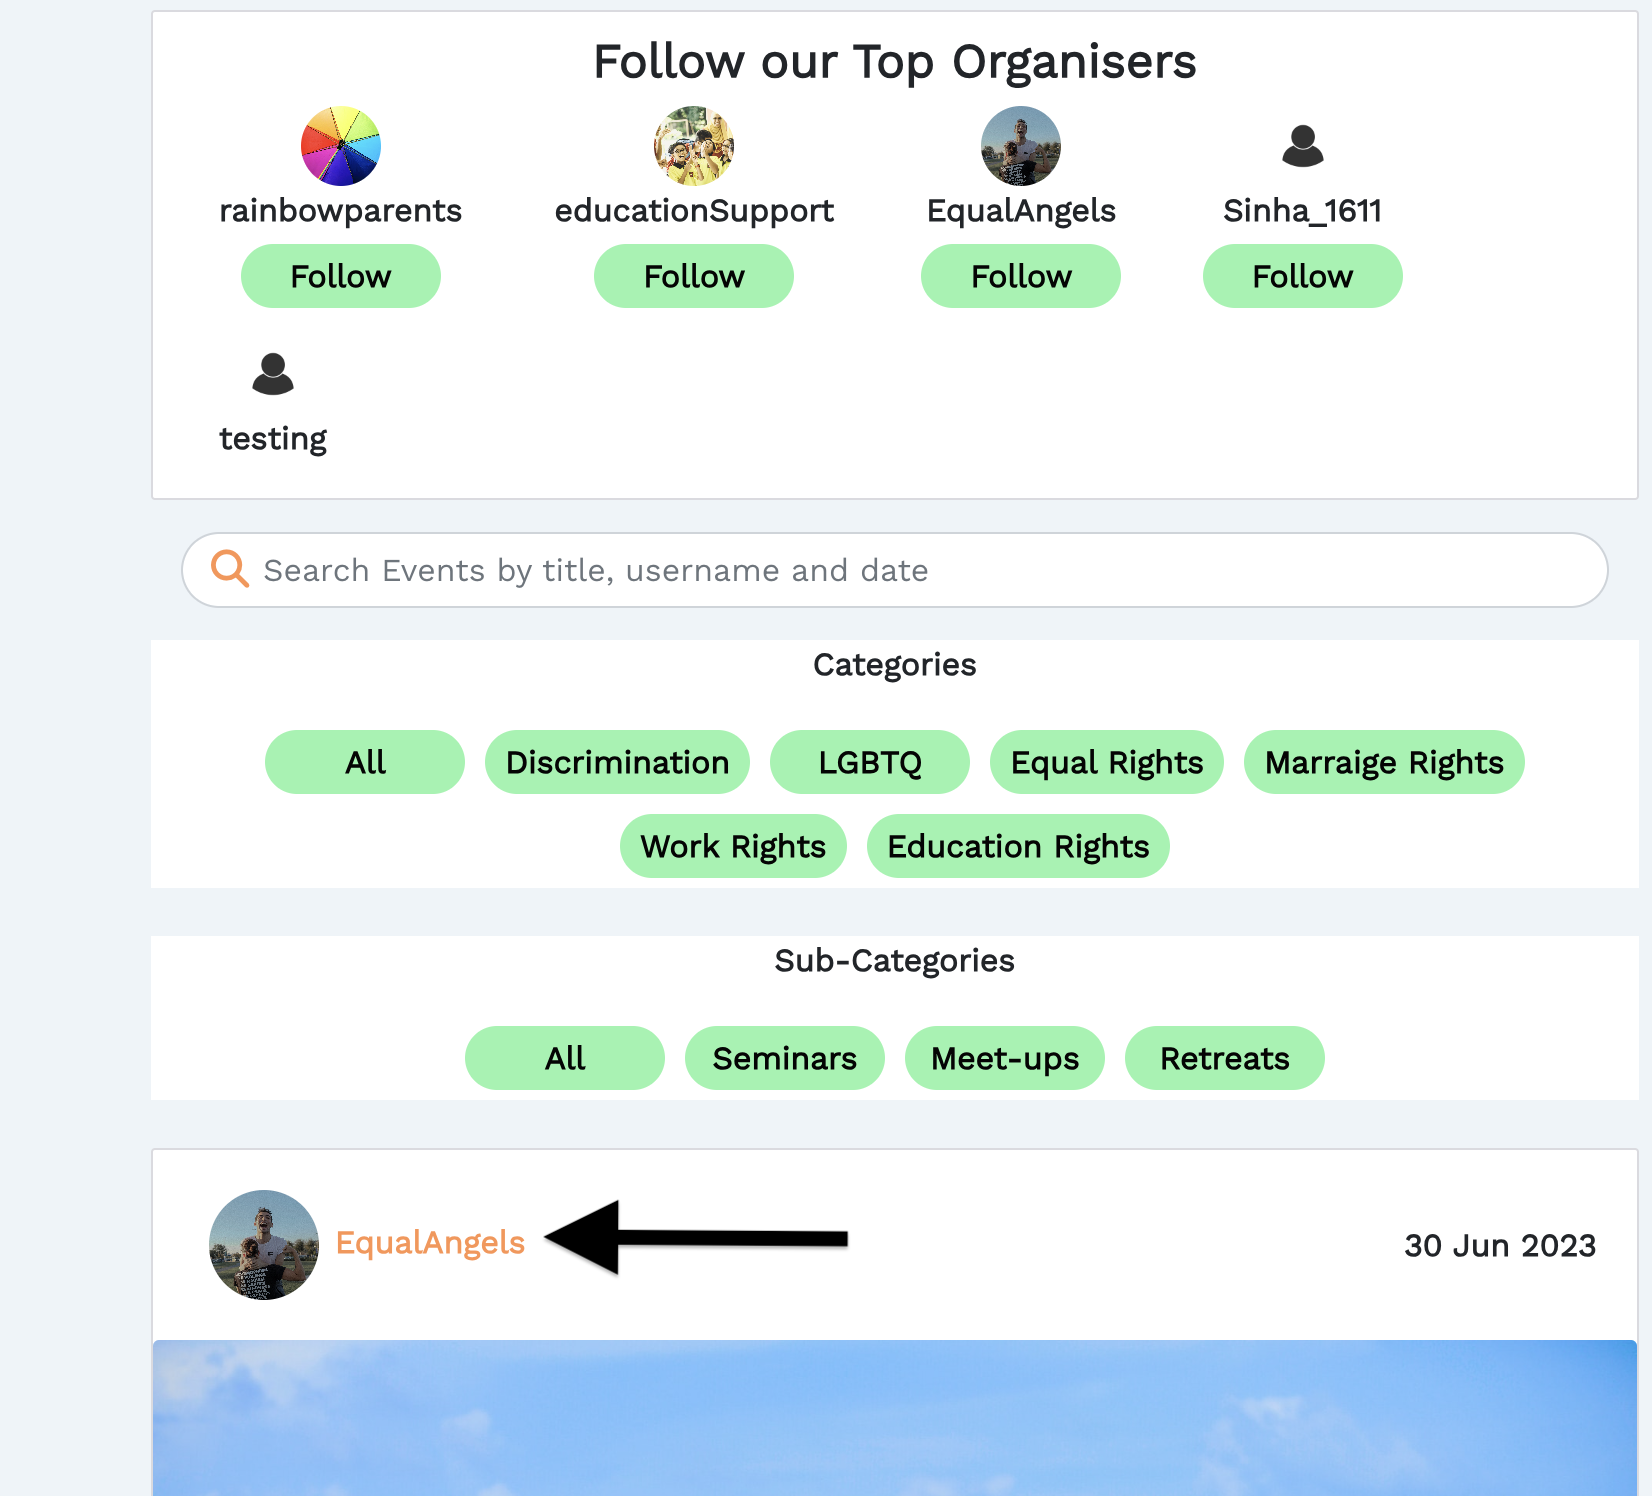 Follow our Top Organisers
rainbowparents educationSupport EqualAngels Sinha_1611
Follow Follow Follow Follow
testing
Search Events by title, username and date
Categories
All Discrimination LGBTQ Equal Rights Marraige Rights
Work Rights Education Rights
Sub-Categories
All Seminars Meet-ups Retreats
EqualAngels 30 Jun 2023